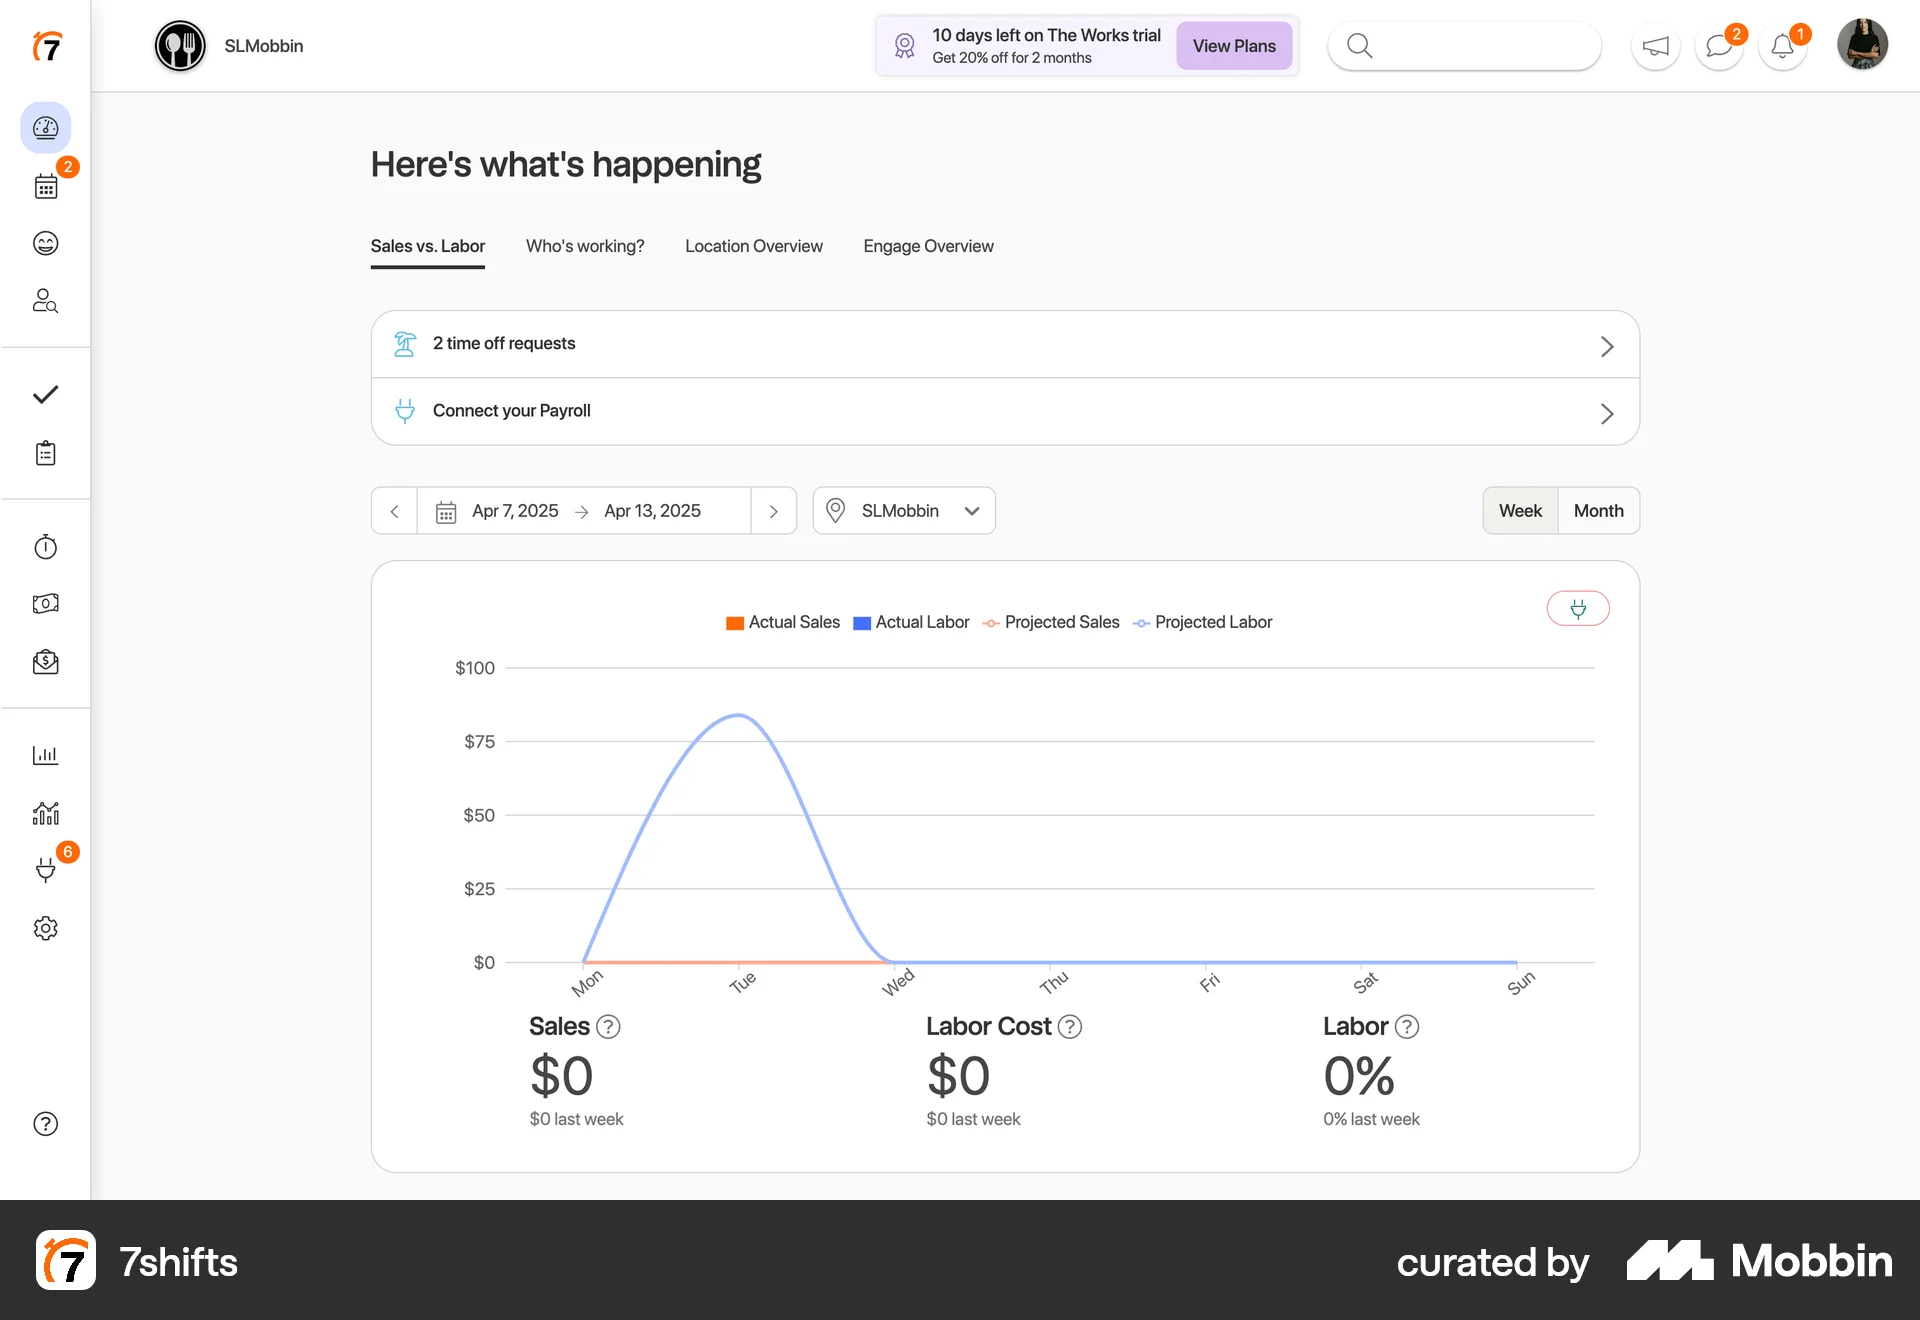 7
SLMobbin
10 days left on The Works trial
Get 20% off for 2 months
View Plans
2
1
2
Here's what's happening
Sales vs. Labor
Who's working?
Location Overview
Engage Overview
2 time off requests
Connect your Payroll
Apr 7, 2025 → Apr 13, 2025
SLMobbin
Week
Month
Actual Sales
Actual Labor
Projected Sales
Projected Labor
$100
$75
$50
$25
$0
Mon
Tue
Wed
Thu
Fri
Sat
Sun
6
Sales ?
$0
$0 last week
Labor Cost ?
$0
$0 last week
Labor ?
0%
0% last week
?
7 7shifts
curated by
Mobbin